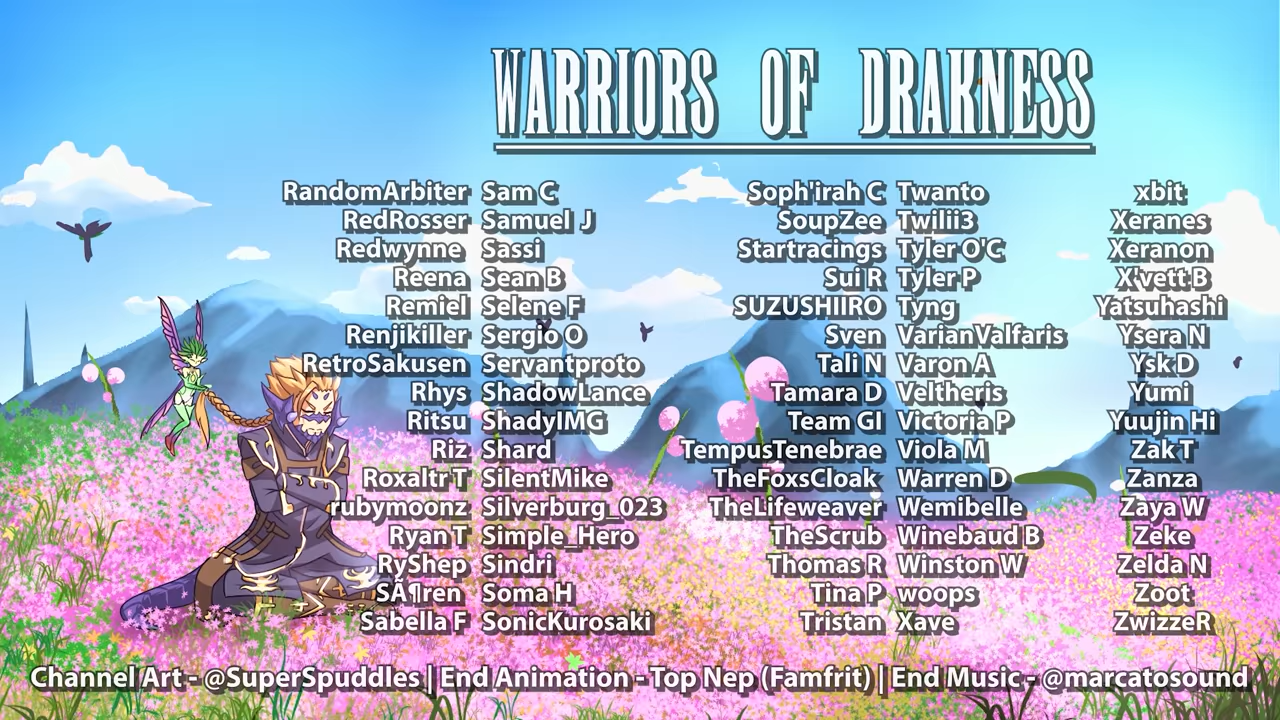 WARRIORS OF DRAKNESS
RandomArbiter Sam C Soph'irah C Twanto xbit
RedRosser Samuel J SoupZee Twilii3 Xeranes
Redwynne Sassi Startracings Tyler O'C Xeranon
Reena Sean B Sui R Tyler P X'vett B
Remiel Selene F SUZUSHIIRO Tyng Yatsuhashi
Renjikiller Sergio O Sven VarianValfaris Ysera N
RetroSakusen Servantproto Tali N Varon A Ysk D
Rhys ShadowLance Tamara D Veltheris Yumi
Ritsu ShadyIMG Team GI Victoria P Yuujin Hi
Riz Shard TempusTenebrae Viola M Zak T
Roxaltr T SilentMike TheFoxsCloak Warren D Zanza
rubymoonz Silverburg_023 TheLifeweaver Wemibelle Zaya W
Ryan T Simple_Hero TheScrub Winebaud B Zeke
RyShep Sindri Thomas R Winston W Zelda N
SÃ¶ren Soma H Tina P woops Zoot
Sabella F SonicKurosaki Tristan Xave ZwizzeR
Channel Art - @SuperSpuddles | End Animation - Top Nep (Famfrit) | End Music - @marcatosound